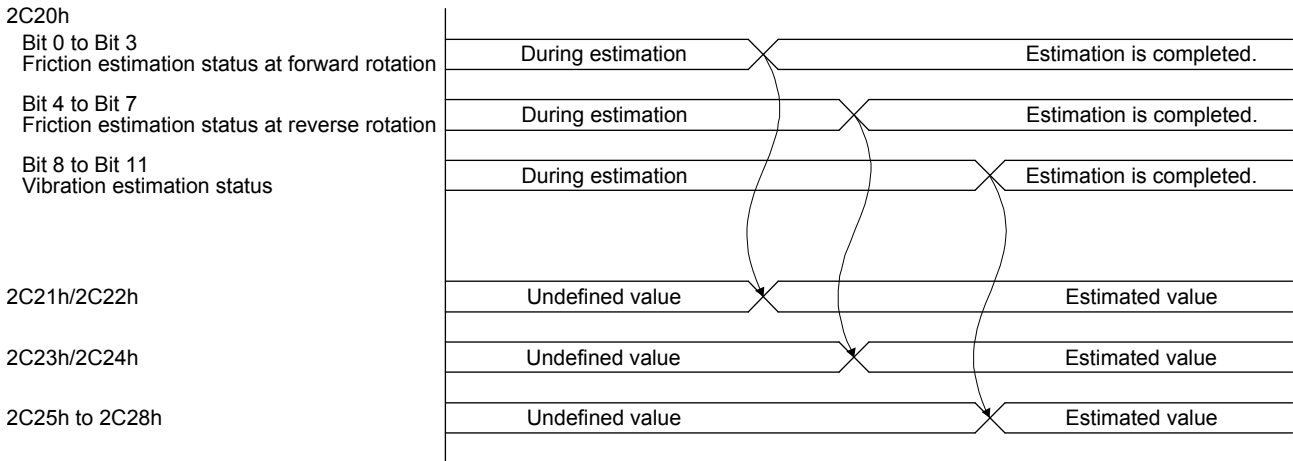 2C20h
Bit 0 to Bit 3
Friction estimation status at forward rotation
During estimation
Estimation is completed.
Bit 4 to Bit 7
Friction estimation status at reverse rotation
During estimation
Estimation is completed.
Bit 8 to Bit 11
Vibration estimation status
During estimation
Estimation is completed.
2C21h/2C22h
Undefined value
Estimated value
2C23h/2C24h
Undefined value
Estimated value
2C25h to 2C28h
Undefined value
Estimated value